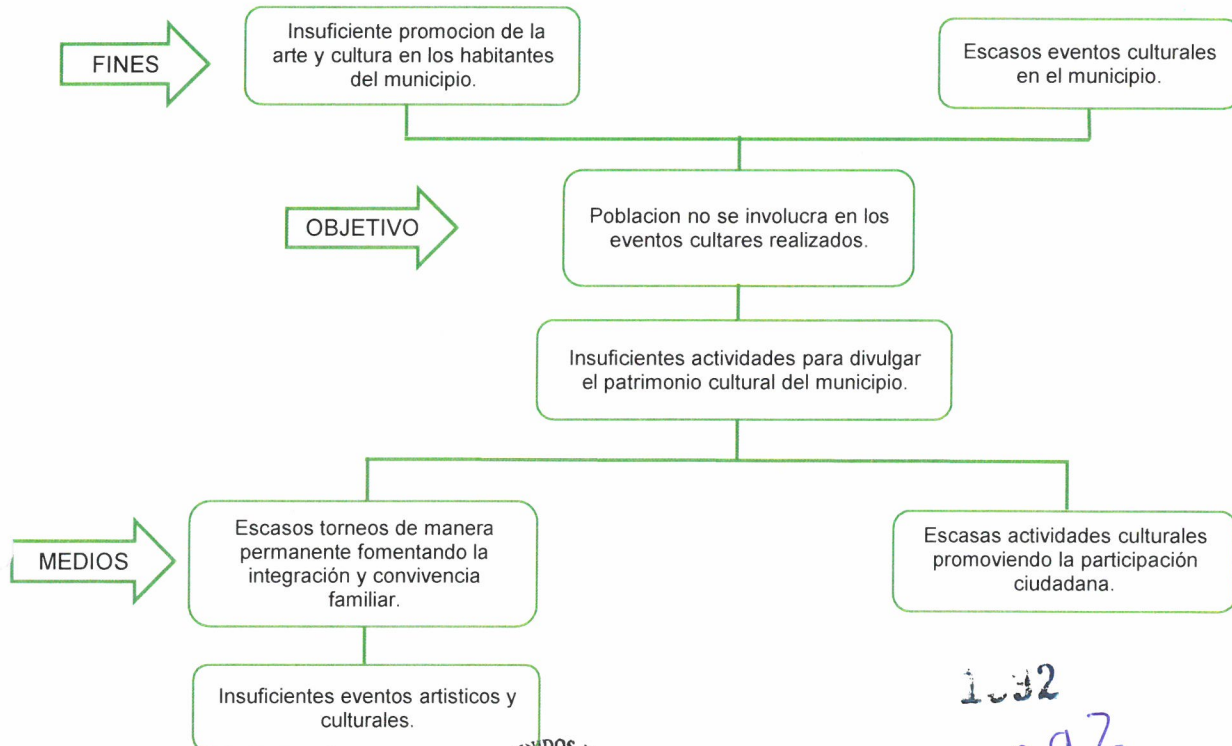 FINES
Insuficiente promocion de la
arte y cultura en los habitantes
del municipio.
Escasos eventos culturales
en el municipio.
OBJETIVO
Poblacion no se involucra en los
eventos cultares realizados.
Insuficientes actividades para divulgar
el patrimonio cultural del municipio.
MEDIOS
Escasos torneos de manera
permanente fomentando la
integración y convivencia
familiar.
Escasas actividades culturales
promoviendo la participación
ciudadana.
Insuficientes eventos artisticos y
culturales.